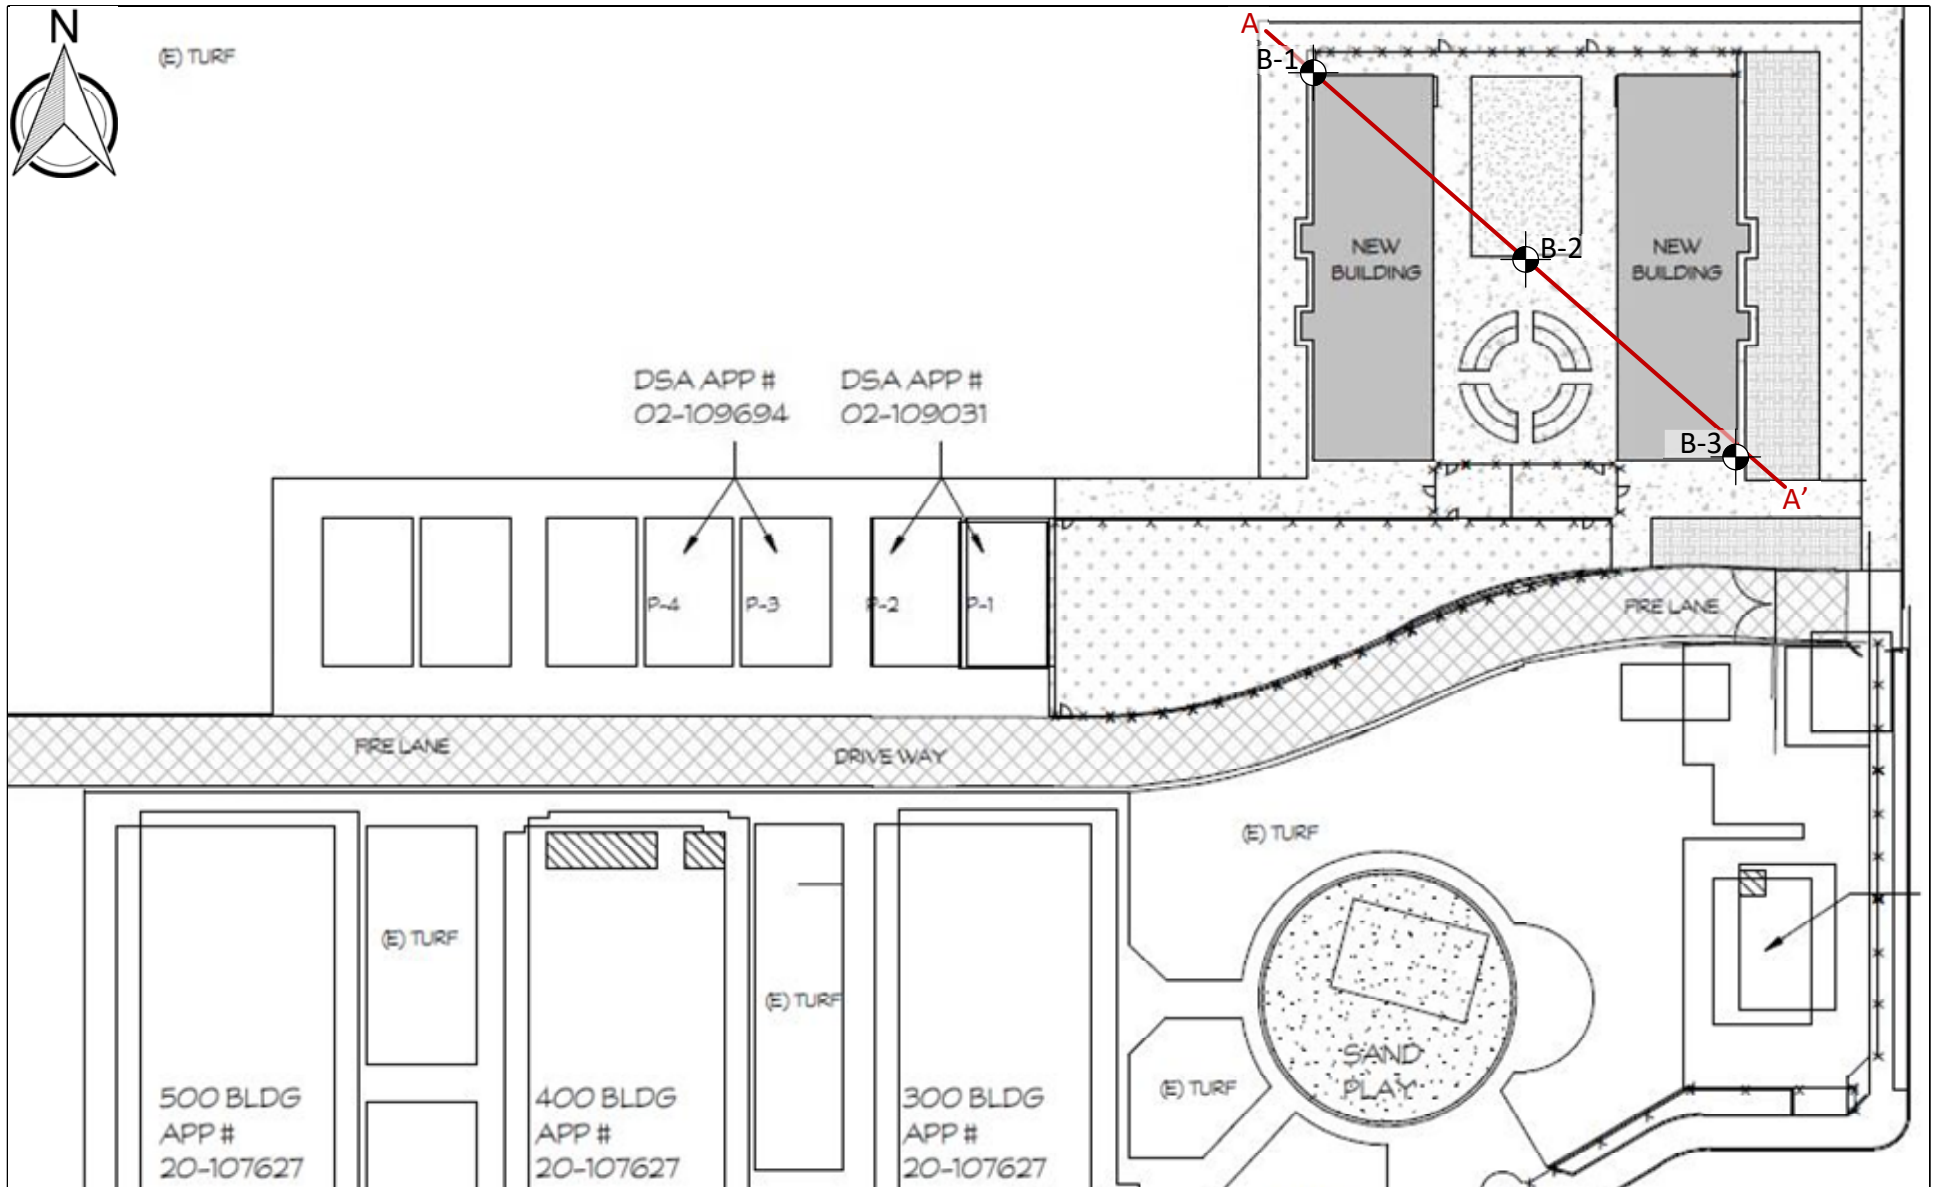 N
(E) TURF
A
B-1
B-2
NEW
BUILDING
NEW
BUILDING
B-3
A'
DSA APP #
02-109694
DSA APP #
02-109031
P-4
P-3
P-2
P-1
FIRE LANE
FIRE LANE
DRIVE WAY
(E) TURF
(E) TURF
(E) TURF
SAND
PLAY
(E) TURF
500 BLDG
APP #
20-107627
400 BLDG
APP #
20-107627
300 BLDG
APP #
20-107627